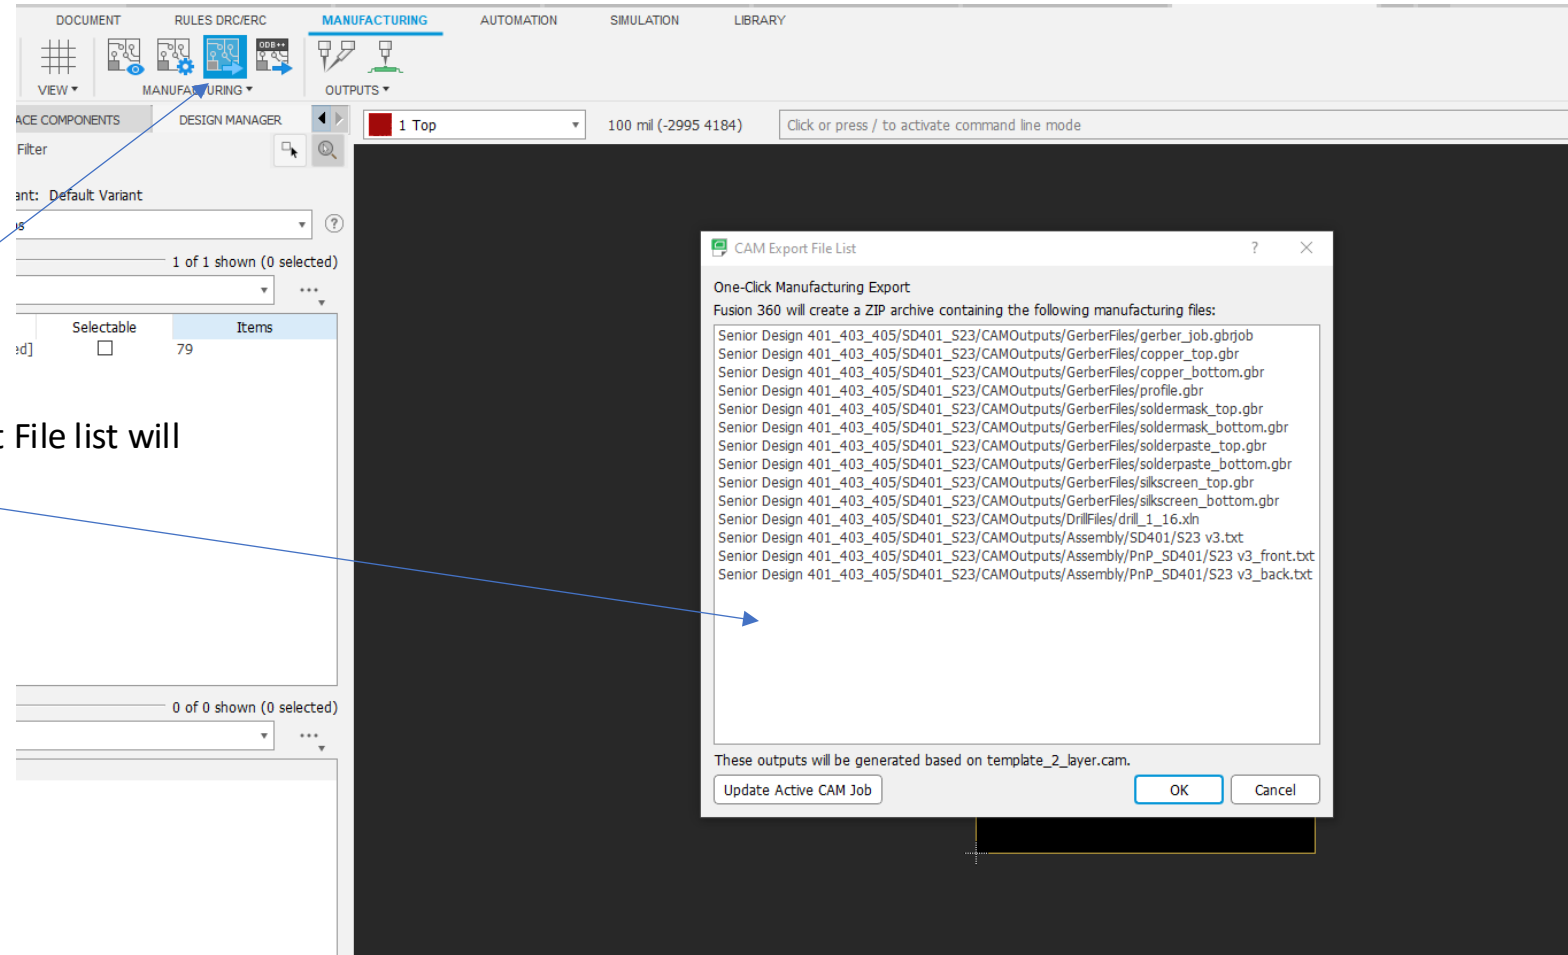 DOCUMENT RULES DRC/ERC MANUFACTURING AUTOMATION SIMULATION LIBRARY
ODB++
VIEW MANUFACTURING OUTPUTS
ACE COMPONENTS DESIGN MANAGER
1 Top 100 mil (-2995 4184) Click or press / to activate command line mode
Filter
ant: Default Variant
?
1 of 1 shown (0 selected)
...
Selectable Items
ed] 79
t File list will
0 of 0 shown (0 selected)
...
CAM Export File List ?
One-Click Manufacturing Export
Fusion 360 will create a ZIP archive containing the following manufacturing files:
Senior Design 401_403_405/SD401_S23/CAMOutputs/GerberFiles/gerber_job.gbrjob
Senior Design 401_403_405/SD401_S23/CAMOutputs/GerberFiles/copper_top.gbr
Senior Design 401_403_405/SD401_S23/CAMOutputs/GerberFiles/copper_bottom.gbr
Senior Design 401_403_405/SD401_S23/CAMOutputs/GerberFiles/profile.gbr
Senior Design 401_403_405/SD401_S23/CAMOutputs/GerberFiles/soldermask_top.gbr
Senior Design 401_403_405/SD401_S23/CAMOutputs/GerberFiles/soldermask_bottom.gbr
Senior Design 401_403_405/SD401_S23/CAMOutputs/GerberFiles/solderpaste_top.gbr
Senior Design 401_403_405/SD401_S23/CAMOutputs/GerberFiles/solderpaste_bottom.gbr
Senior Design 401_403_405/SD401_S23/CAMOutputs/GerberFiles/silkscreen_top.gbr
Senior Design 401_403_405/SD401_S23/CAMOutputs/GerberFiles/silkscreen_bottom.gbr
Senior Design 401_403_405/SD401_S23/CAMOutputs/DrillFiles/drill_1_16.xln
Senior Design 401_403_405/SD401_S23/CAMOutputs/Assembly/SD401/S23 v3.txt
Senior Design 401_403_405/SD401_S23/CAMOutputs/Assembly/PnP_SD401/S23 v3_front.txt
Senior Design 401_403_405/SD401_S23/CAMOutputs/Assembly/PnP_SD401/S23 v3_back.txt
These outputs will be generated based on template_2_layer.cam.
Update Active CAM Job OK Cancel